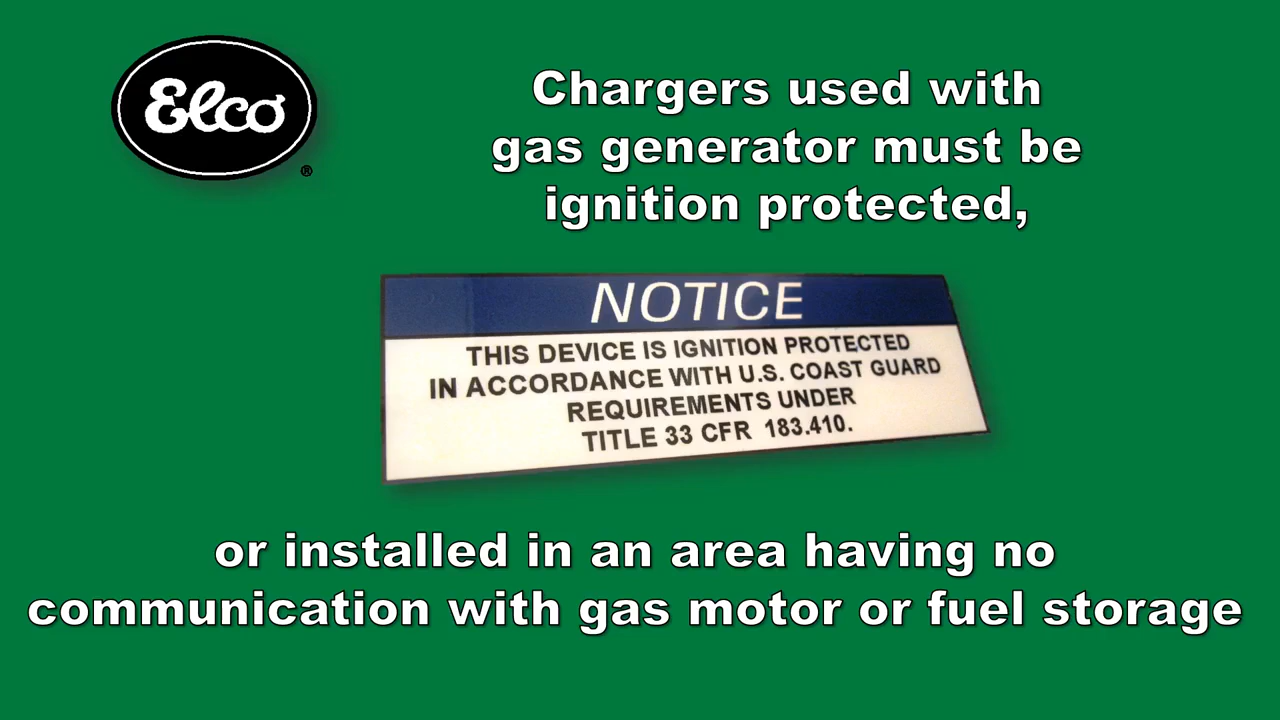 Elco
®
Chargers used with
gas generator must be
ignition protected,
NOTICE
THIS DEVICE IS IGNITION PROTECTED
IN ACCORDANCE WITH U.S. COAST GUARD
REQUIREMENTS UNDER
TITLE 33 CFR 183.410.
or installed in an area having no
communication with gas motor or fuel storage